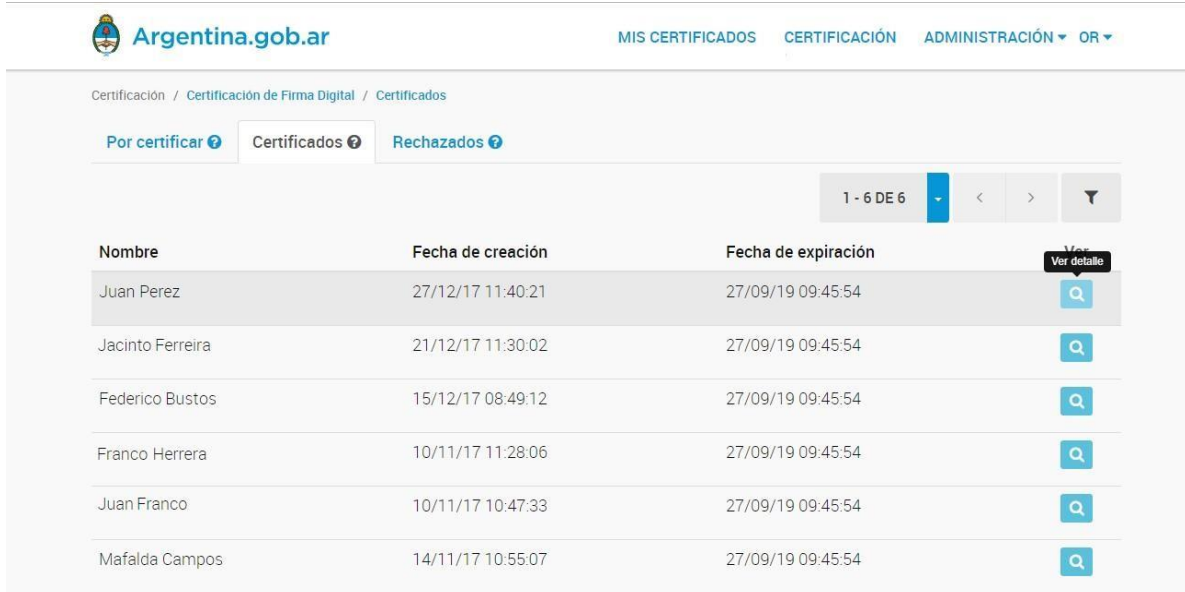 Argentina.gob.ar MIS CERTIFICADOS CERTIFICACIÓN ADMINISTRACIÓN OR
Certificación / Certificación de Firma Digital / Certificados
Por certificar Certificados Rechazados
1 - 6 DE 6
Nombre Fecha de creación Fecha de expiración Ver
Ver detalle
Juan Perez 27/12/17 11:40:21 27/09/19 09:45:54
Jacinto Ferreira 21/12/17 11:30:02 27/09/19 09:45:54
Federico Bustos 15/12/17 08:49:12 27/09/19 09:45:54
Franco Herrera 10/11/17 11:28:06 27/09/19 09:45:54
Juan Franco 10/11/17 10:47:33 27/09/19 09:45:54
Mafalda Campos 14/11/17 10:55:07 27/09/19 09:45:54